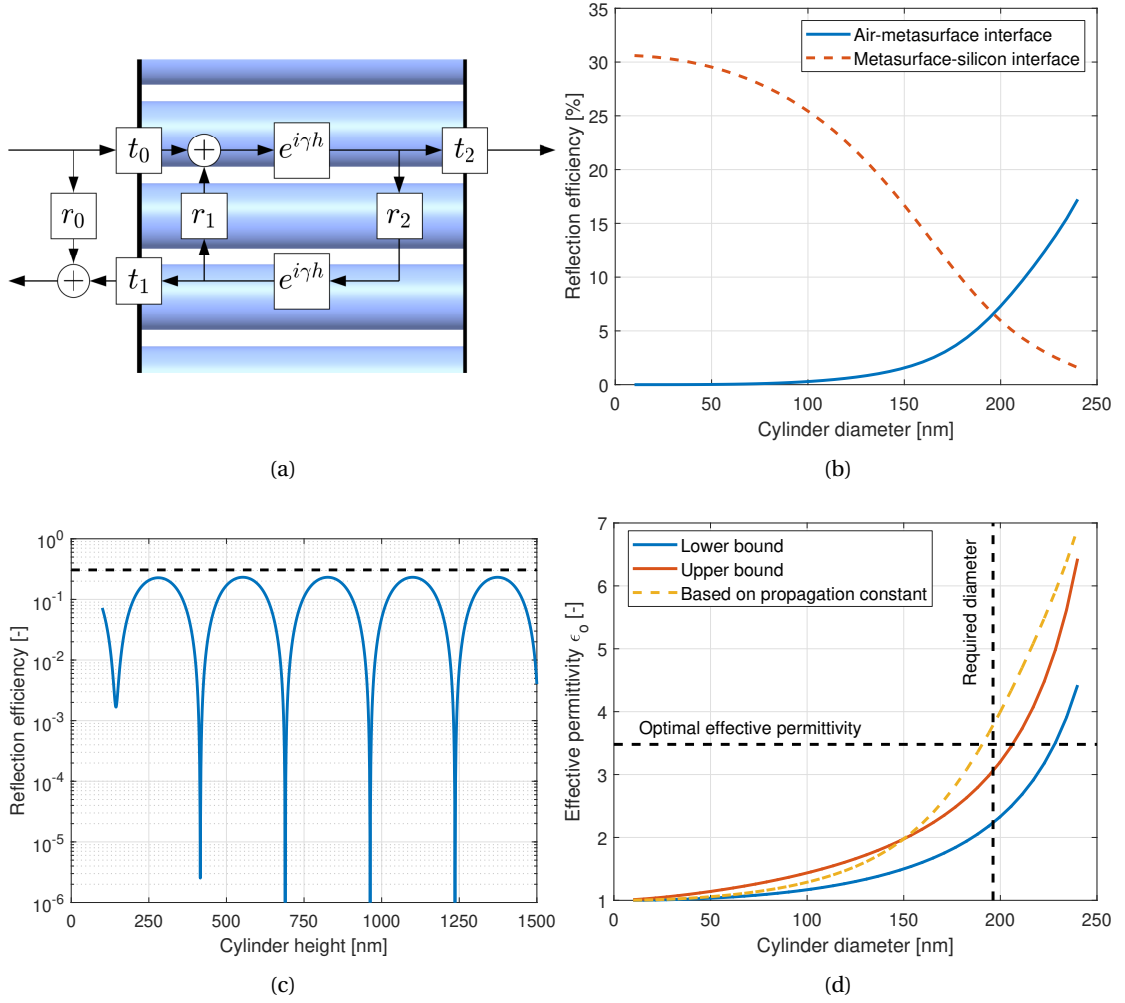 t₀
+
e^{iγh}
t₂
r₀
r₁
r₂
+
t₁
e^{iγh}
(a)
35
30
25
20
15
10
5
0
Reflection efficiency [%]
Air-metasurface interface
Metasurface-silicon interface
0 50 100 150 200 250
Cylinder diameter [nm]
(b)
10^0
10^-1
10^-2
10^-3
10^-4
10^-5
10^-6
Reflection efficiency [-]
0 250 500 750 1000 1250 1500
Cylinder height [nm]
(c)
7
6
5
4
3
2
1
Effective permittivity ϵ_o [-]
Lower bound
Upper bound
Based on propagation constant
Required diameter
Optimal effective permittivity
0 50 100 150 200 250
Cylinder diameter [nm]
(d)